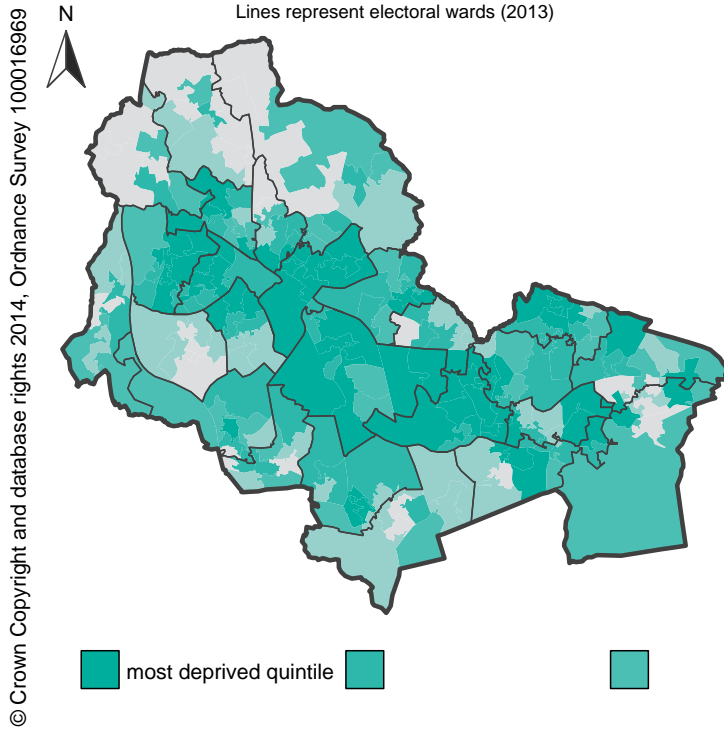 Lines represent electoral wards (2013)
N
© Crown Copyright and database rights 2014, Ordnance Survey 100016969
most deprived quintile